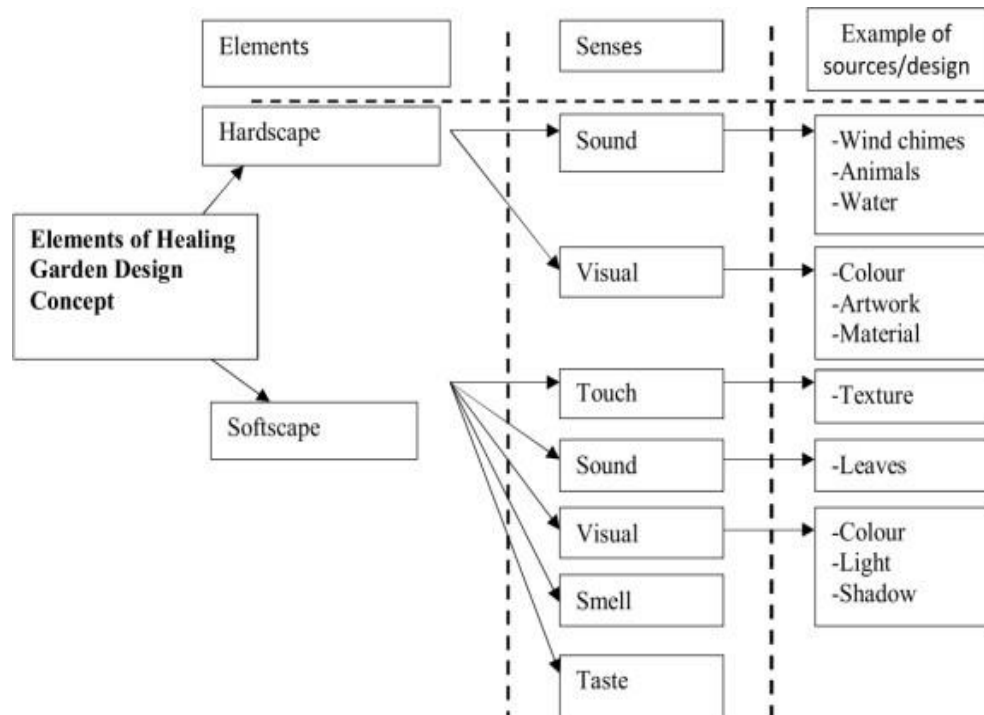 Elements
Senses
Example of
sources/design
Hardscape
Sound
-Wind chimes
-Animals
-Water
Elements of Healing
Garden Design
Concept
Visual
-Colour
-Artwork
-Material
Softscape
Touch
-Texture
Sound
-Leaves
Visual
-Colour
-Light
-Shadow
Smell
Taste